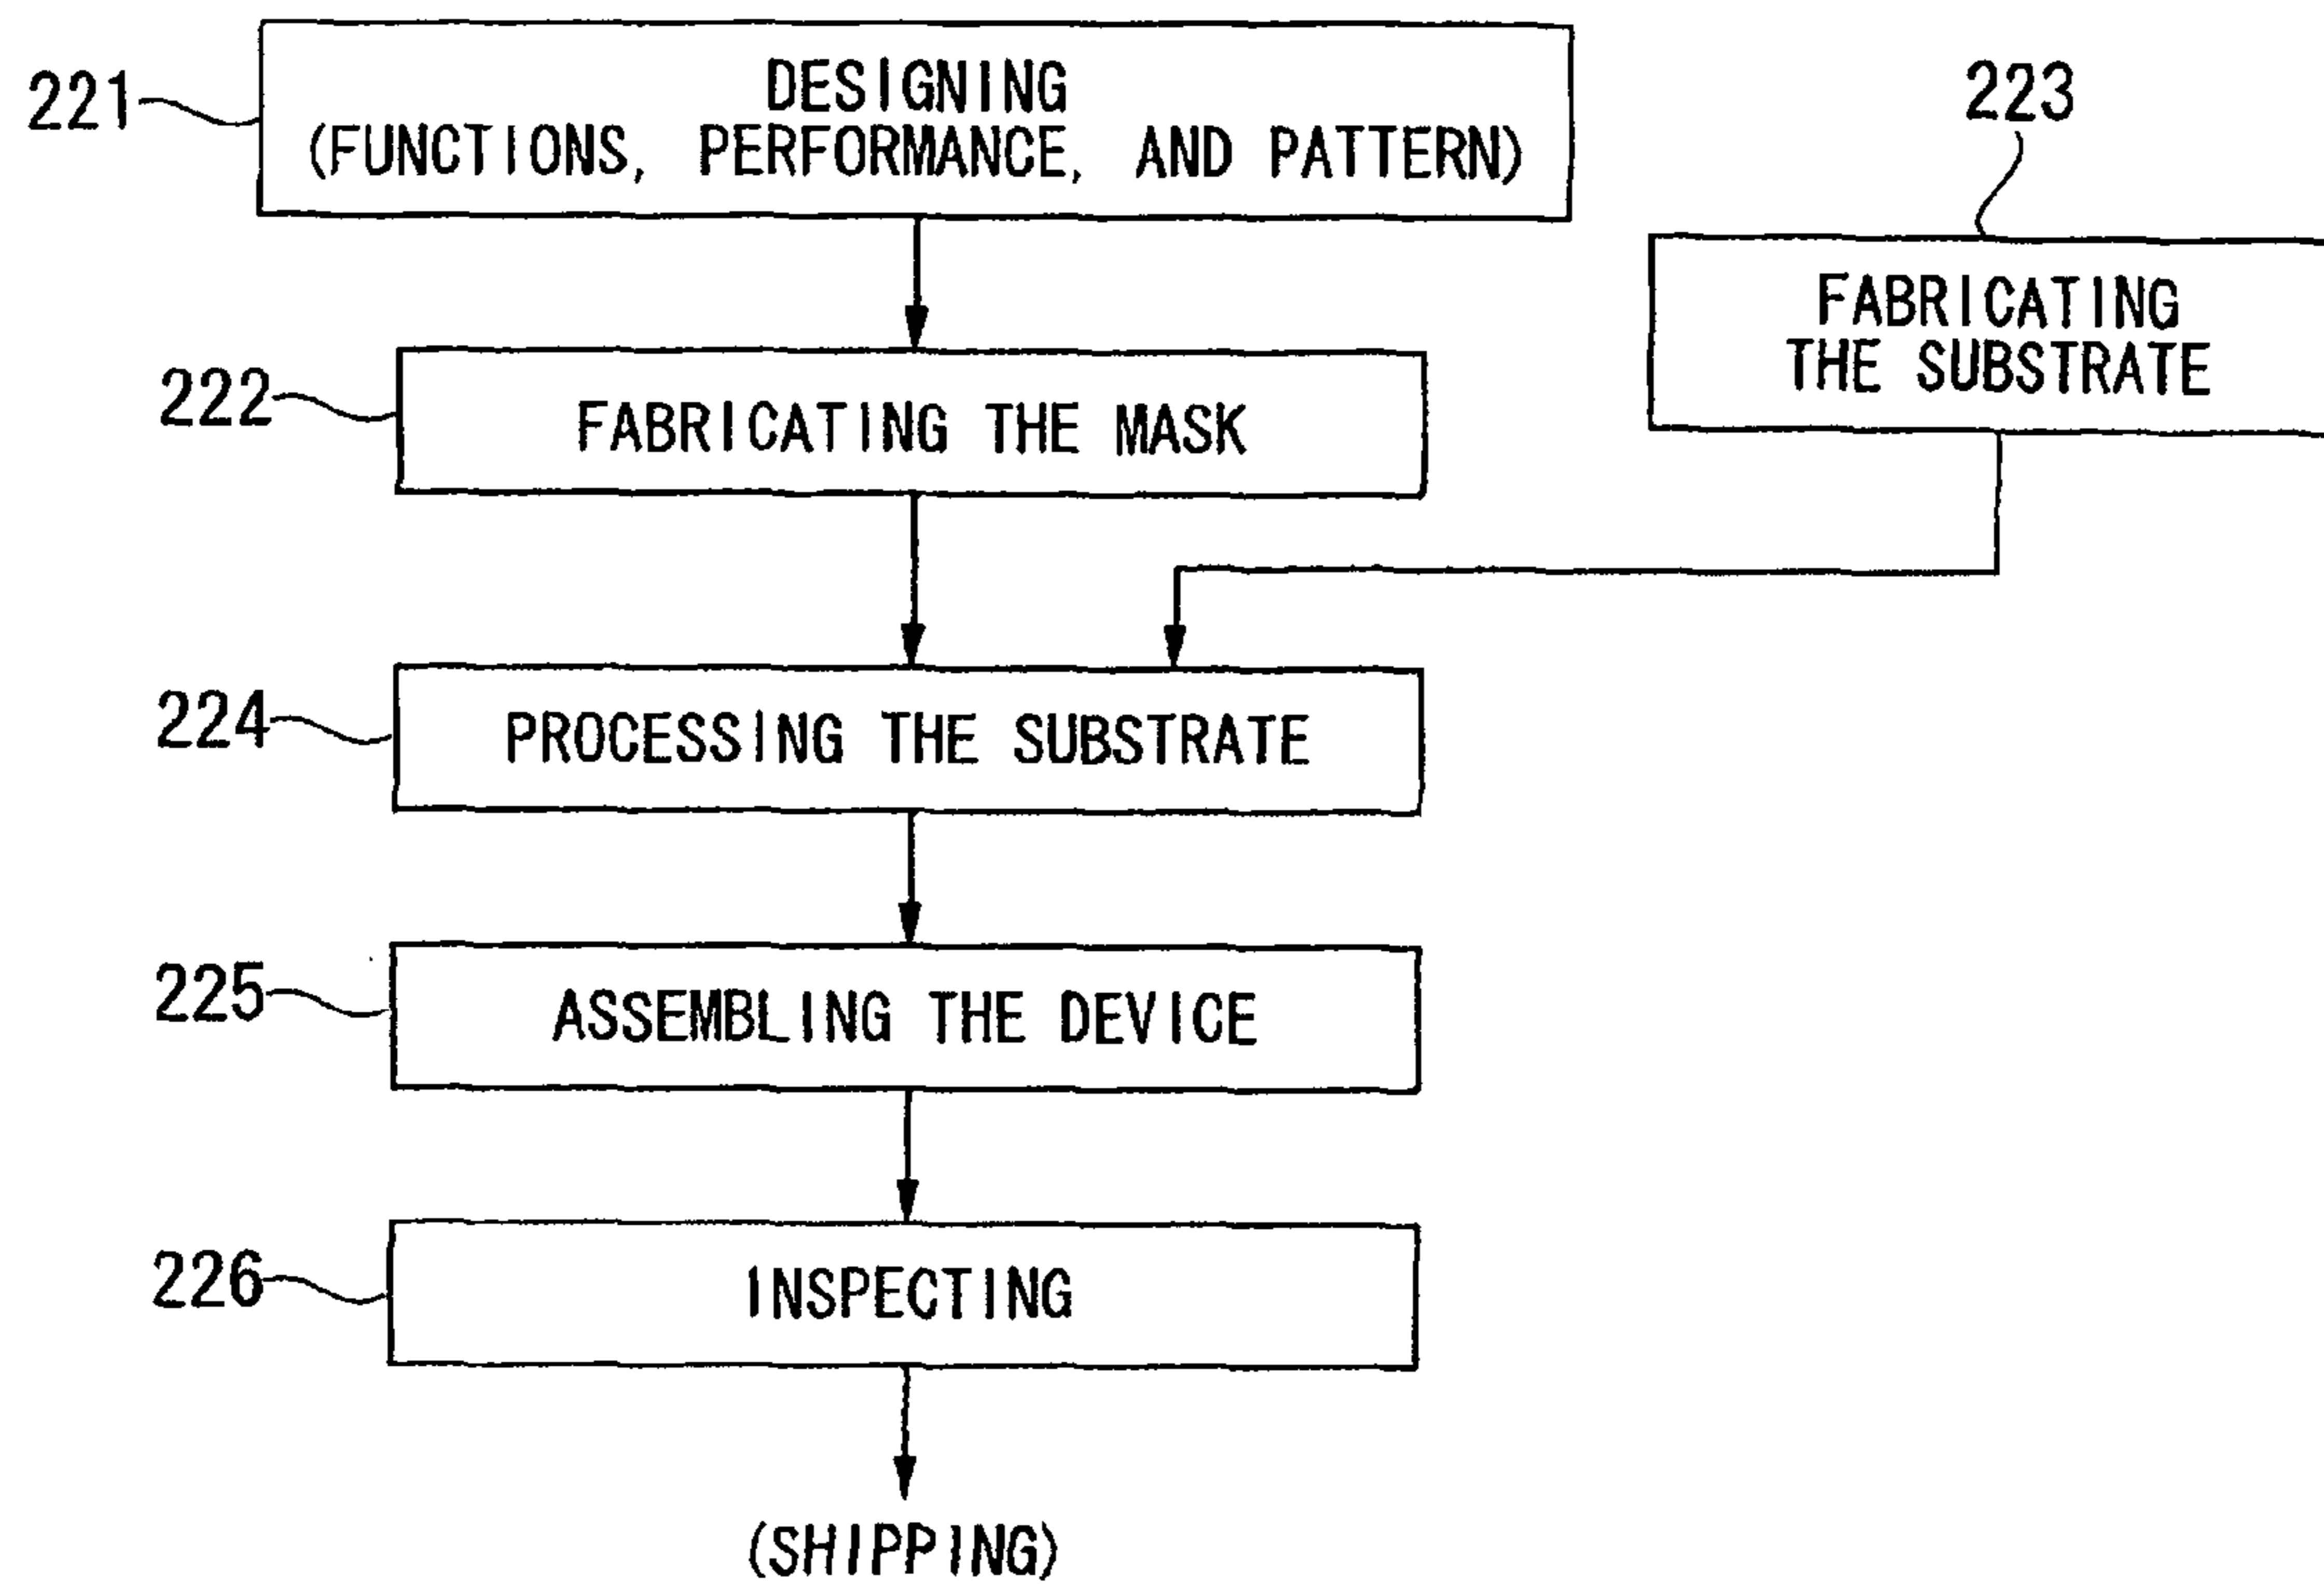 221
DESIGNING
(FUNCTIONS, PERFORMANCE, AND PATTERN)
223
FABRICATING
THE SUBSTRATE
222
FABRICATING THE MASK
224
PROCESSING THE SUBSTRATE
225
ASSEMBLING THE DEVICE
226
INSPECTING
(SHIPPING)